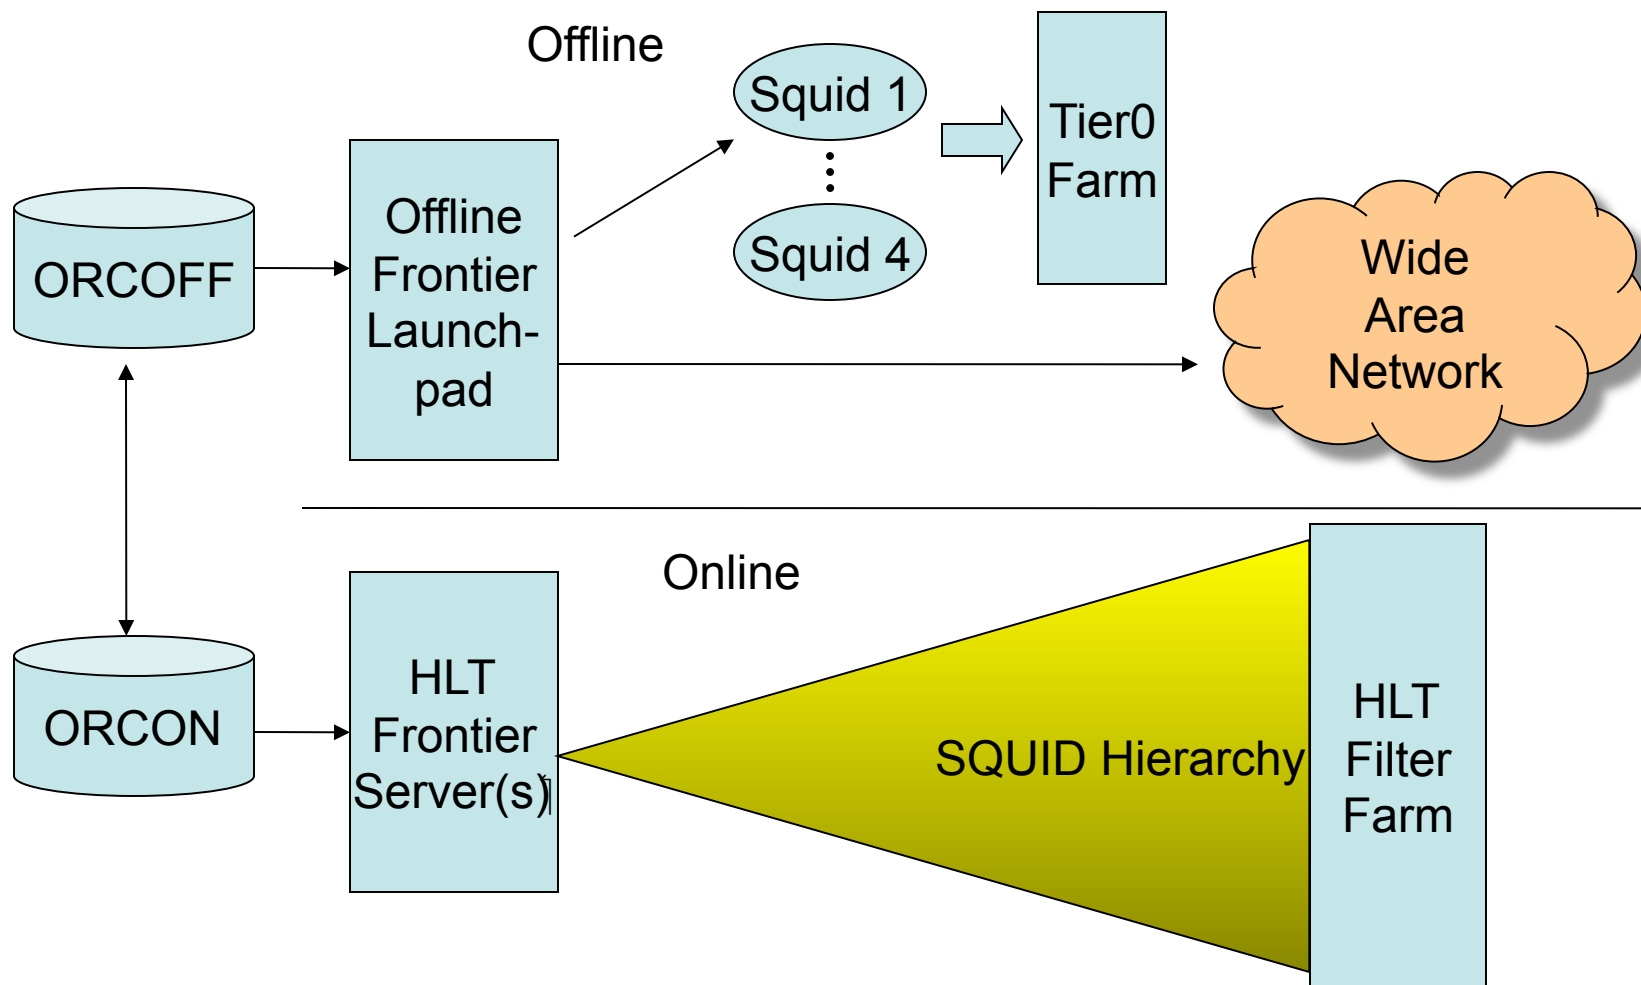 Offline
Squid 1
Squid 4
Tier0
Farm
ORCOFF
Offline
Frontier
Launch-
pad
Wide
Area
Network
Online
ORCON
HLT
Frontier
Server(s)
SQUID Hierarchy
HLT
Filter
Farm